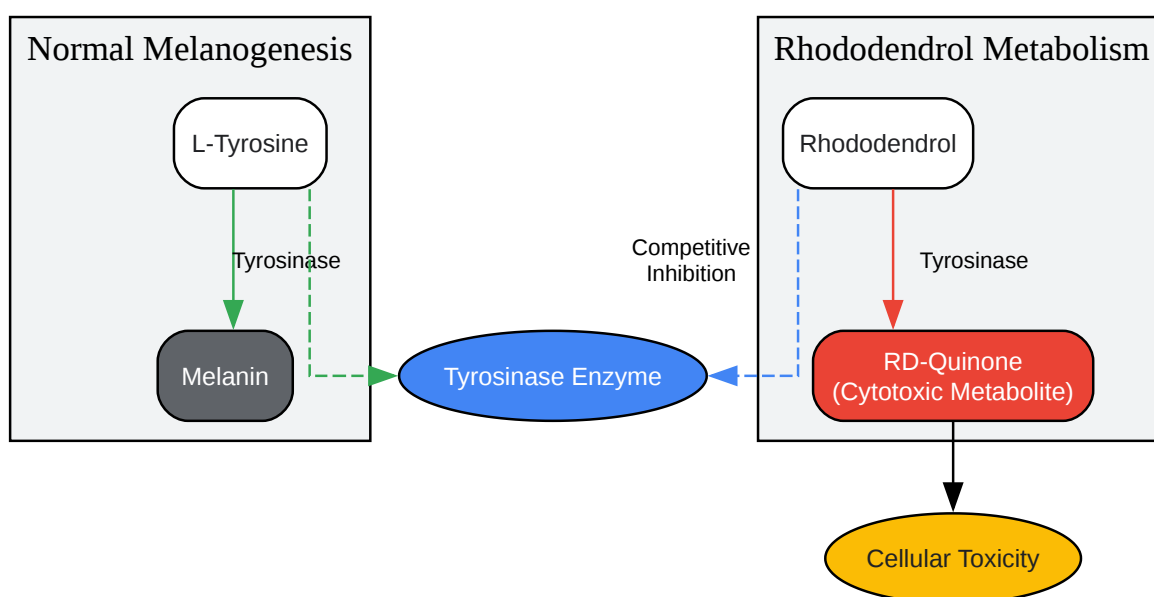 Normal Melanogenesis
Rhododendrol Metabolism
L-Tyrosine
Rhododendrol
Tyrosinase
Competitive
Inhibition
Tyrosinase
Melanin
Tyrosinase Enzyme
RD-Quinone
(Cytotoxic Metabolite)
Cellular Toxicity